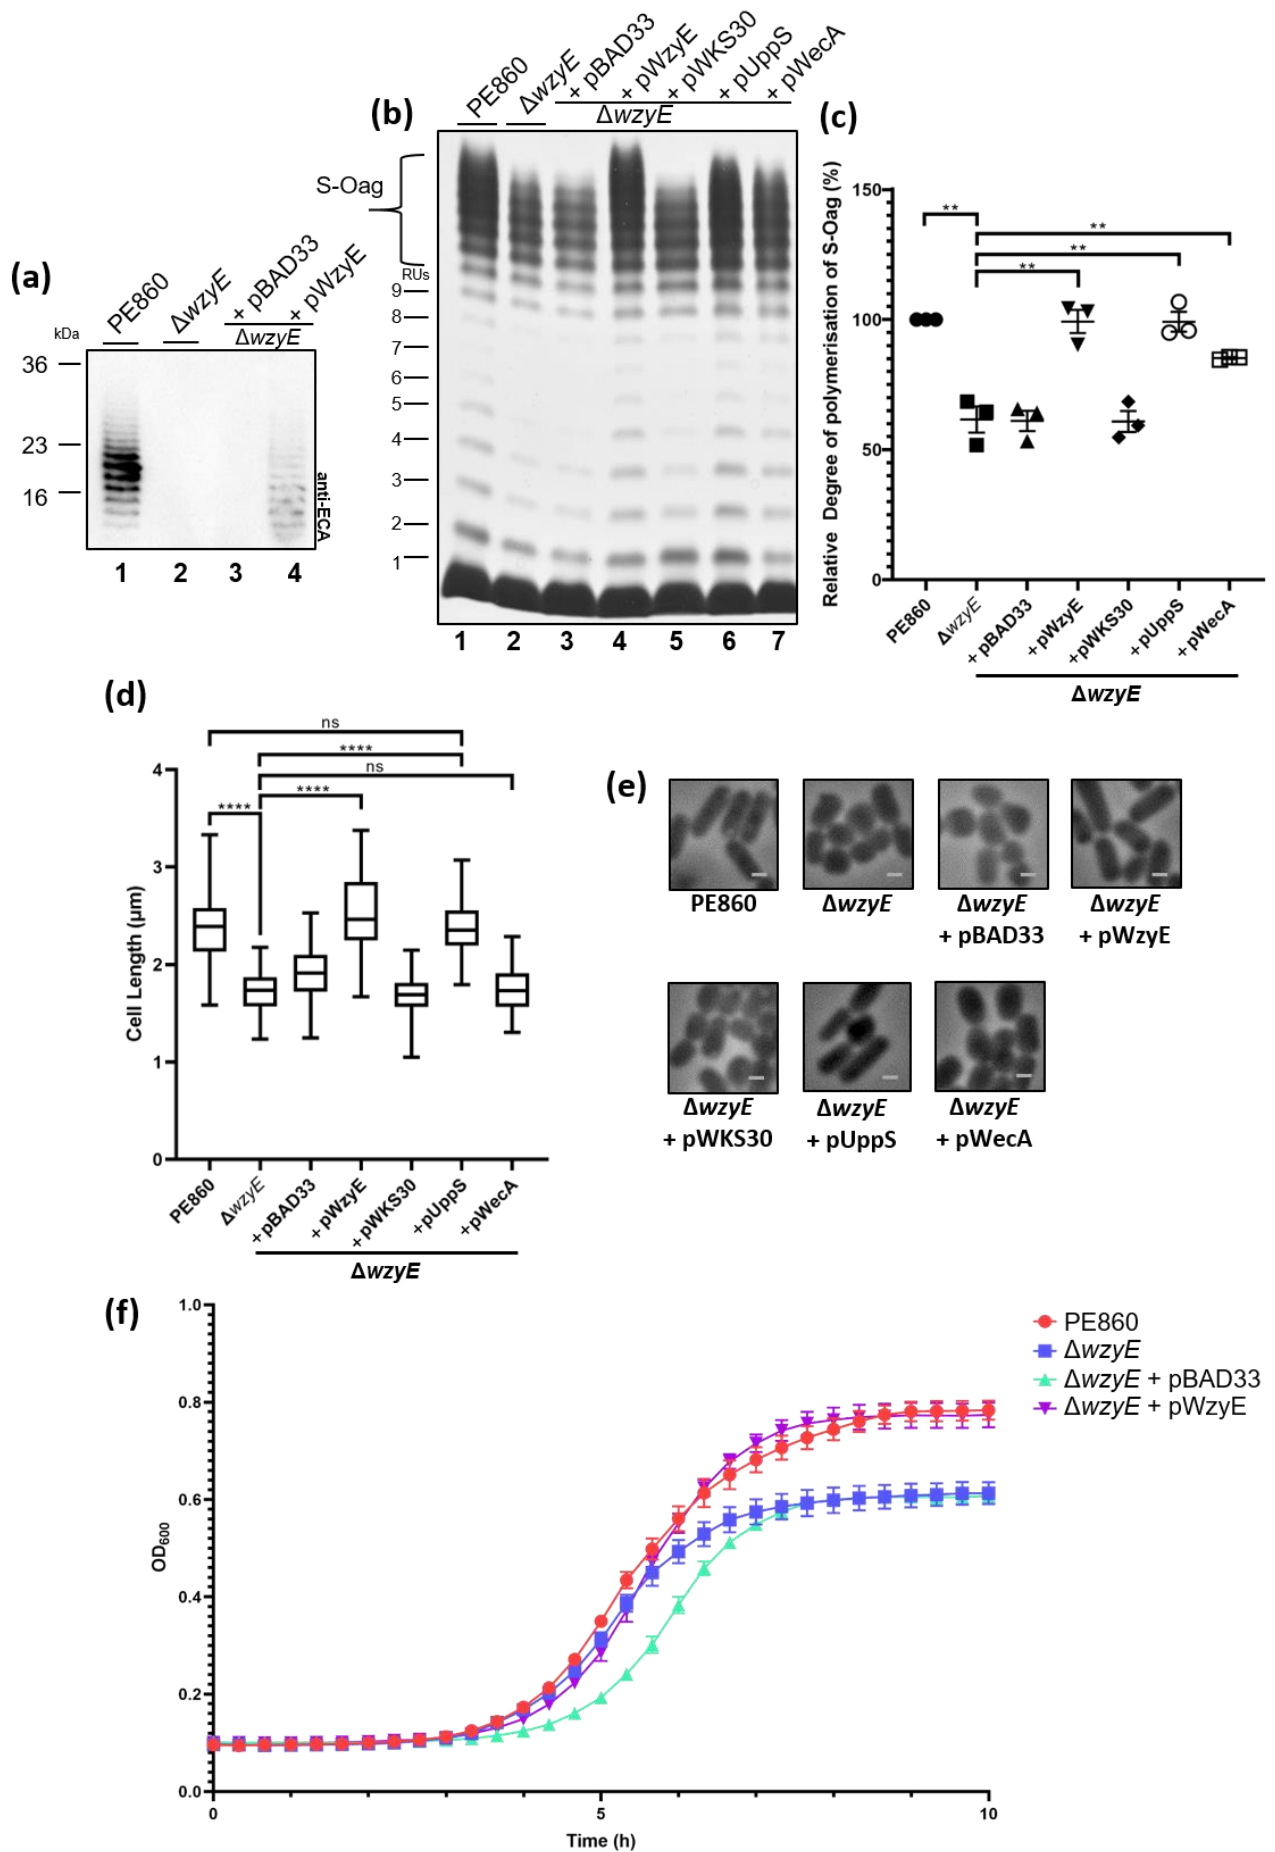 (a)
PE860
ΔwzyE
+ pBAD33
+ pWzyE
ΔwzyE
kDa
36
23
16
anti-ECA
1 2 3 4
(b)
PE860
ΔwzyE
+ pBAD33
+ pWzyE
+ pWKS30
+ pUppS
+ pWecA
ΔwzyE
S-Oag
RUs
9
8
7
6
5
4
3
2
1
1 2 3 4 5 6 7
(c)
Relative Degree of polymerisation of S-Oag (%)
150
100
50
0
**
**
**
**
PE860
ΔwzyE
+ pBAD33
+ pWzyE
+ pWKS30
+ pUppS
+ pWecA
ΔwzyE
(d)
Cell Length (µm)
4
3
2
1
0
ns
****
ns
****
****
PE860
ΔwzyE
+ pBAD33
+ pWzyE
+ pWKS30
+ pUppS
+ pWecA
ΔwzyE
(e)
PE860
ΔwzyE
ΔwzyE
+ pBAD33
ΔwzyE
+ pWzyE
ΔwzyE
+ pWKS30
ΔwzyE
+ pUppS
ΔwzyE
+ pWecA
(f)
OD600
1.0
0.8
0.6
0.4
0.2
0.0
0 5 10
Time (h)
PE860
ΔwzyE
ΔwzyE + pBAD33
ΔwzyE + pWzyE